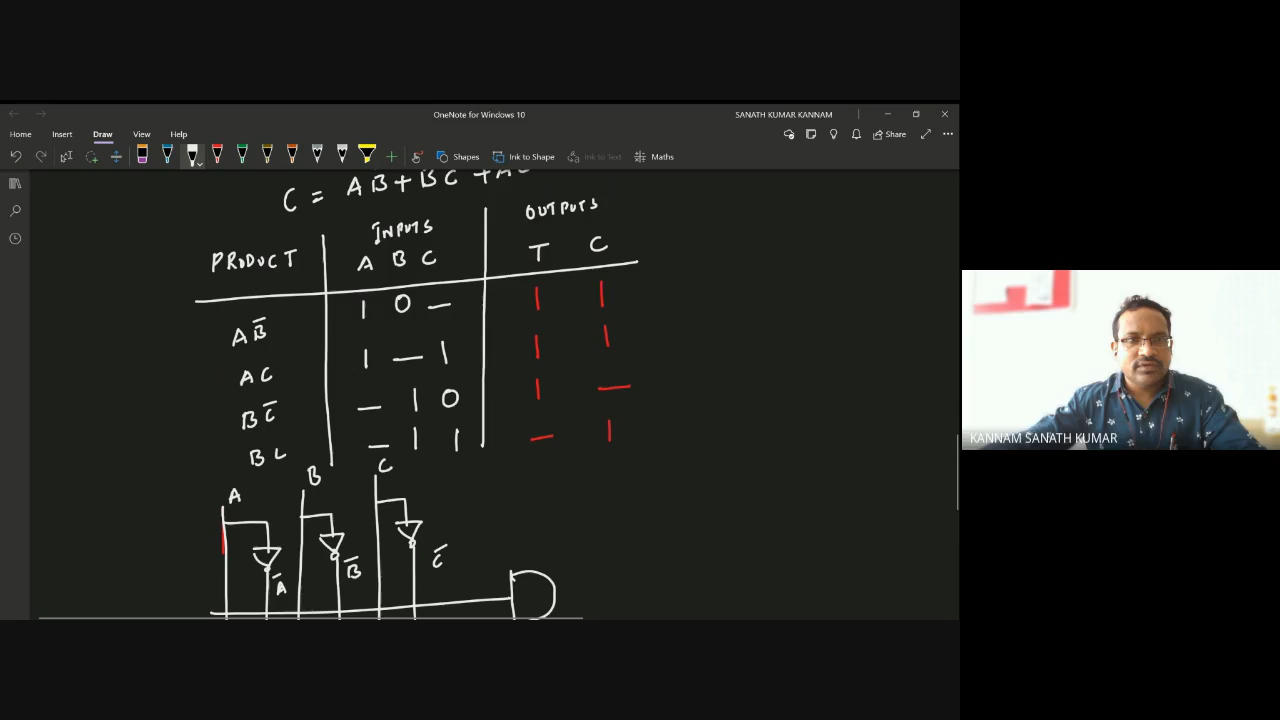 OneNote for Windows 10
SANATH KUMAR KANNAM
Home Insert Draw View Help
Share
Shapes Ink to Shape Ink to Text Maths
C = AB + BC + AC
INPUTS OUTPUTS
PRODUCT A B C T C
AB̅ 1 0 — 1 1
AC 1 — 1 1 1
BC̅ — 1 0 1 —
BC — 1 1 — 1
A B C
A̅ B̅ C̅
KANNAM SANATH KUMAR